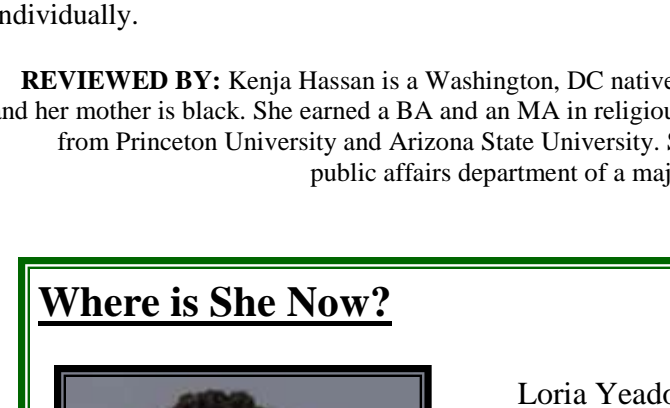 ndividually.
REVIEWED BY: Kenja Hassan is a Washington, DC native
and her mother is black. She earned a BA and an MA in religiou
from Princeton University and Arizona State University. S
public affairs department of a maj
Where is She Now?
Loria Yeado